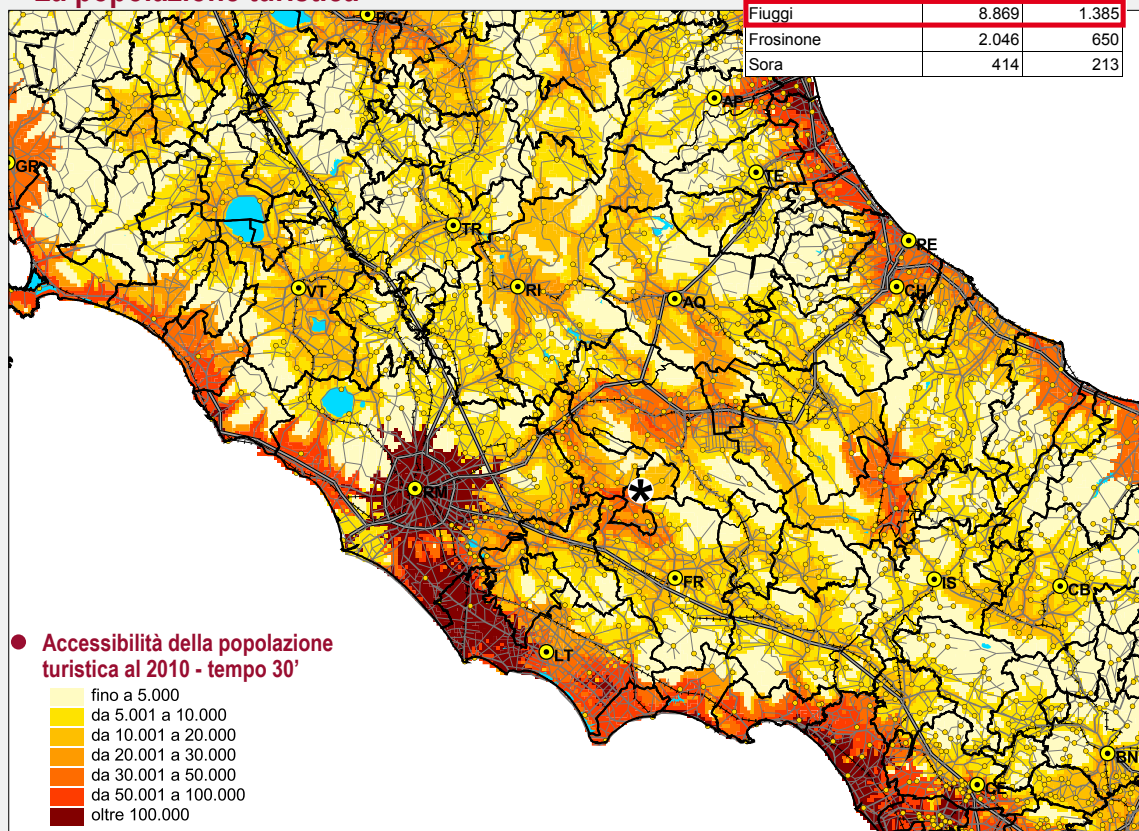 La popolazione turistica
Fiuggi 8.869 1.385
Frosinone 2.046 650
Sora 414 213
PG
AP
GR
TE
TR
PE
VT
RI
AQ
CH
RM
FR
IS
CB
LT
BN
CE
Accessibilità della popolazione
turistica al 2010 - tempo 30’
fino a 5.000
da 5.001 a 10.000
da 10.001 a 20.000
da 20.001 a 30.000
da 30.001 a 50.000
da 50.001 a 100.000
oltre 100.000